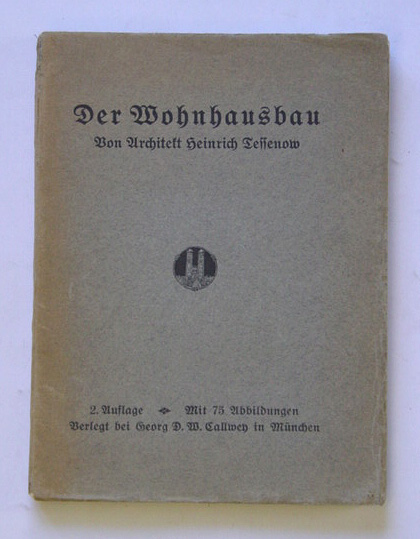 Der Wohnhausbau
Von Architekt Heinrich Tessenow
2. Auflage Mit 75 Abbildungen
Verlegt bei Georg D. W. Callwey in München